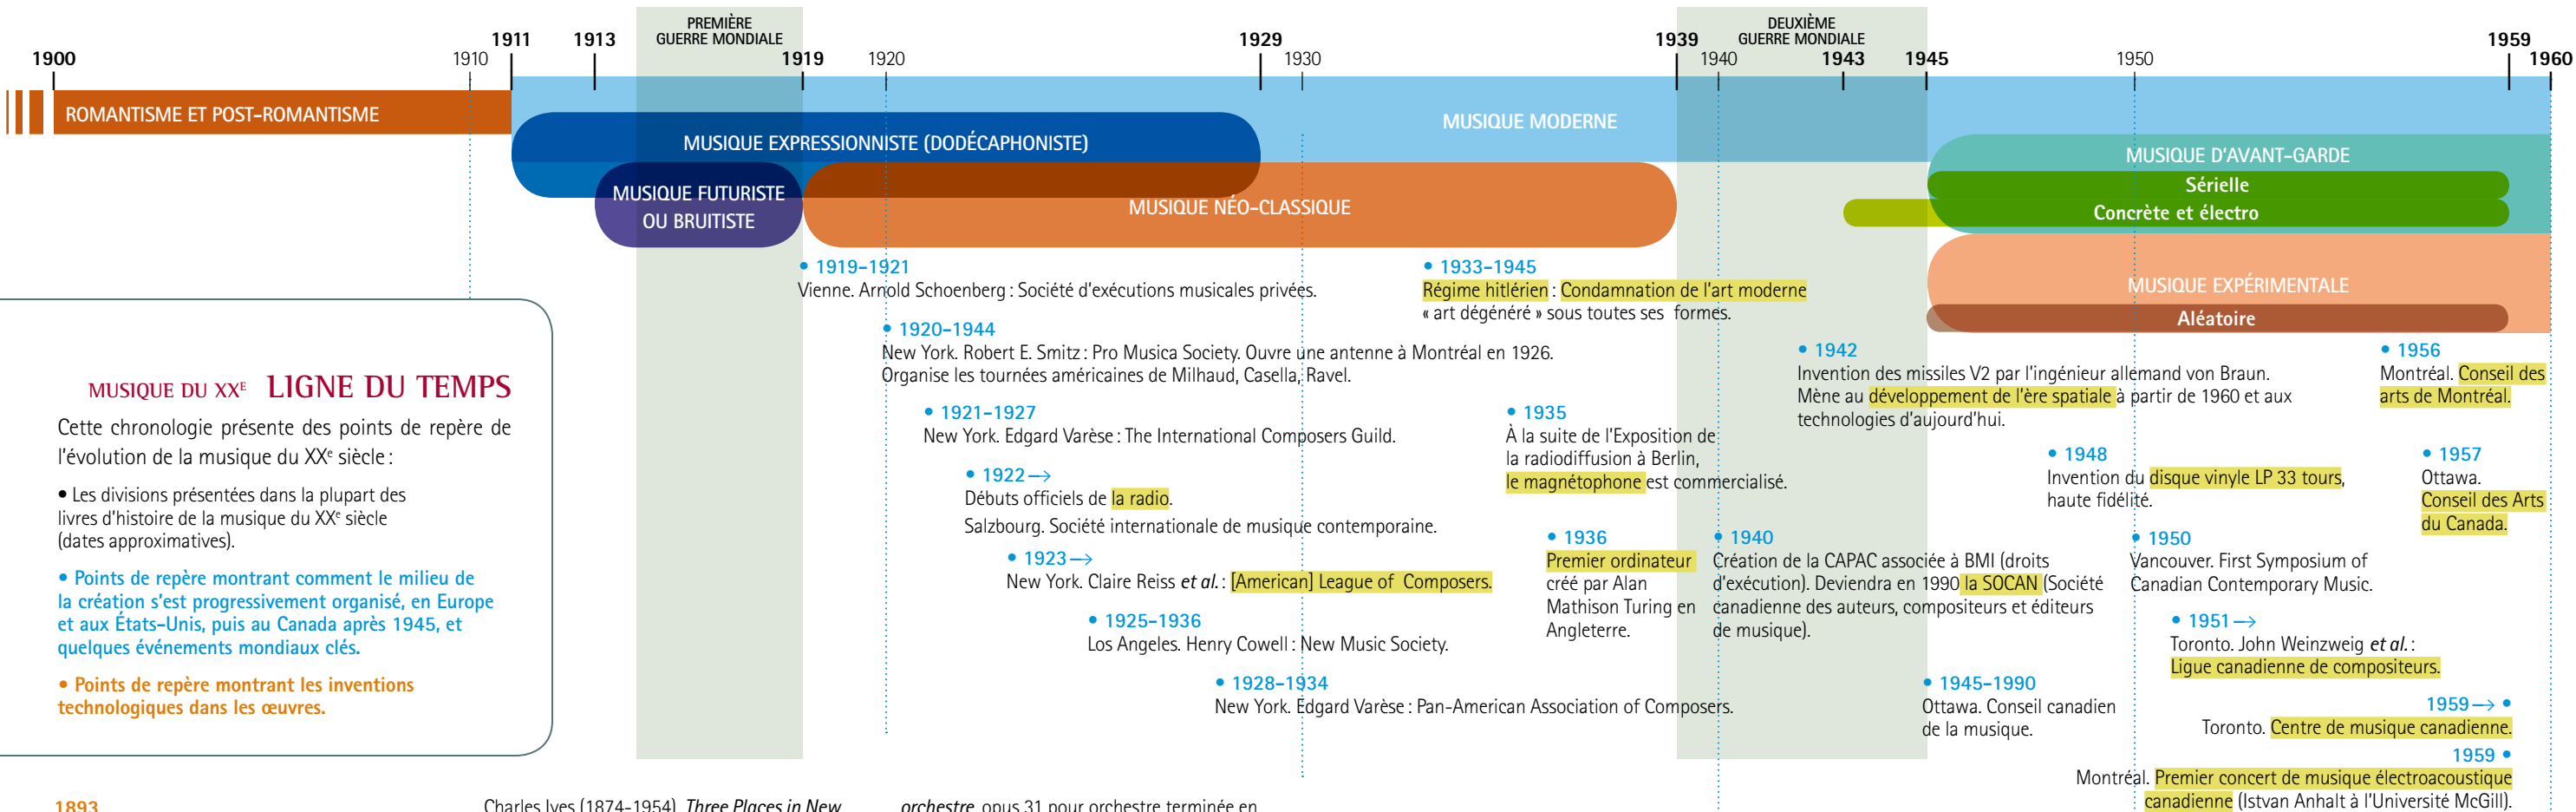 PREMIÈRE
GUERRE MONDIALE
DEUXIÈME
GUERRE MONDIALE
1900
1910
1911
1913
1919
1920
1929
1930
1939
1940
1943
1945
1950
1959
1960
ROMANTISME ET POST-ROMANTISME
MUSIQUE EXPRESSIONNISTE (DODÉCAPHONISTE)
MUSIQUE MODERNE
MUSIQUE FUTURISTE
OU BRUITISTE
MUSIQUE NÉO-CLASSIQUE
MUSIQUE D'AVANT-GARDE
Sérielle
Concrète et électro
MUSIQUE EXPÉRIMENTALE
Aléatoire
MUSIQUE DU XXE LIGNE DU TEMPS
Cette chronologie présente des points de repère de
l'évolution de la musique du XXe siècle :
• Les divisions présentées dans la plupart des
livres d'histoire de la musique du XXe siècle
(dates approximatives).
• Points de repère montrant comment le milieu de
la création s'est progressivement organisé, en Europe
et aux États-Unis, puis au Canada après 1945, et
quelques événements mondiaux clés.
• Points de repère montrant les inventions
technologiques dans les œuvres.
• 1919-1921
Vienne. Arnold Schoenberg : Société d'exécutions musicales privées.
• 1920-1944
New York. Robert E. Smitz : Pro Musica Society. Ouvre une antenne à Montréal en 1926.
Organise les tournées américaines de Milhaud, Casella, Ravel.
• 1921-1927
New York. Edgard Varèse : The International Composers Guild.
• 1922→
Débuts officiels de la radio.
Salzbourg. Société internationale de musique contemporaine.
• 1923→
New York. Claire Reiss et al. : [American] League of Composers.
• 1925-1936
Los Angeles. Henry Cowell : New Music Society.
• 1928-1934
New York. Edgard Varèse : Pan-American Association of Composers.
• 1933-1945
Régime hitlérien : Condamnation de l'art moderne
« art dégénéré » sous toutes ses formes.
• 1935
À la suite de l'Exposition de
la radiodiffusion à Berlin,
le magnétophone est commercialisé.
• 1936
Premier ordinateur
créé par Alan
Mathison Turing en
Angleterre.
• 1940
Création de la CAPAC associée à BMI (droits
d'exécution). Deviendra en 1990 la SOCAN (Société
canadienne des auteurs, compositeurs et éditeurs
de musique).
• 1942
Invention des missiles V2 par l'ingénieur allemand von Braun.
Mène au développement de l'ère spatiale à partir de 1960 et aux
technologies d'aujourd'hui.
• 1945-1990
Ottawa. Conseil canadien
de la musique.
• 1948
Invention du disque vinyle LP 33 tours,
haute fidélité.
• 1950
Vancouver. First Symposium of
Canadian Contemporary Music.
• 1951→
Toronto. John Weinzweig et al. :
Ligue canadienne de compositeurs.
• 1956
Montréal. Conseil des
arts de Montréal.
• 1957
Ottawa.
Conseil des Arts
du Canada.
1959→ •
Toronto. Centre de musique canadienne.
1959 •
Montréal. Premier concert de musique électroacoustique
canadienne (Istvan Anhalt à l'Université McGill).
1893
Charles Ives (1874-1954), Three Places in New
orchestre, opus 31 pour orchestre terminée en